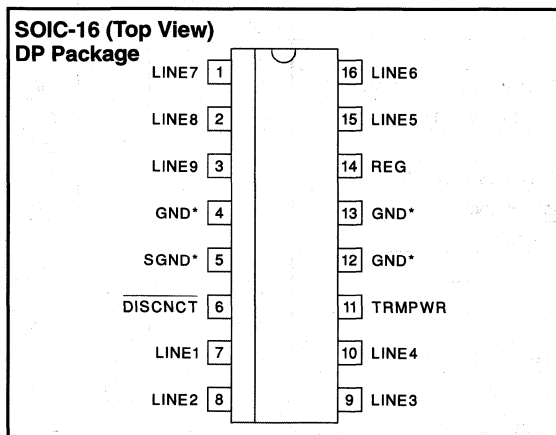 SOIC-16 (Top View)
DP Package
LINE7 1
16 LINE6
LINE8 2
15 LINE5
LINE9 3
14 REG
GND* 4
13 GND*
SGND* 5
12 GND*
DISCNCT 6
11 TRMPWR
LINE1 7
10 LINE4
LINE2 8
9 LINE3